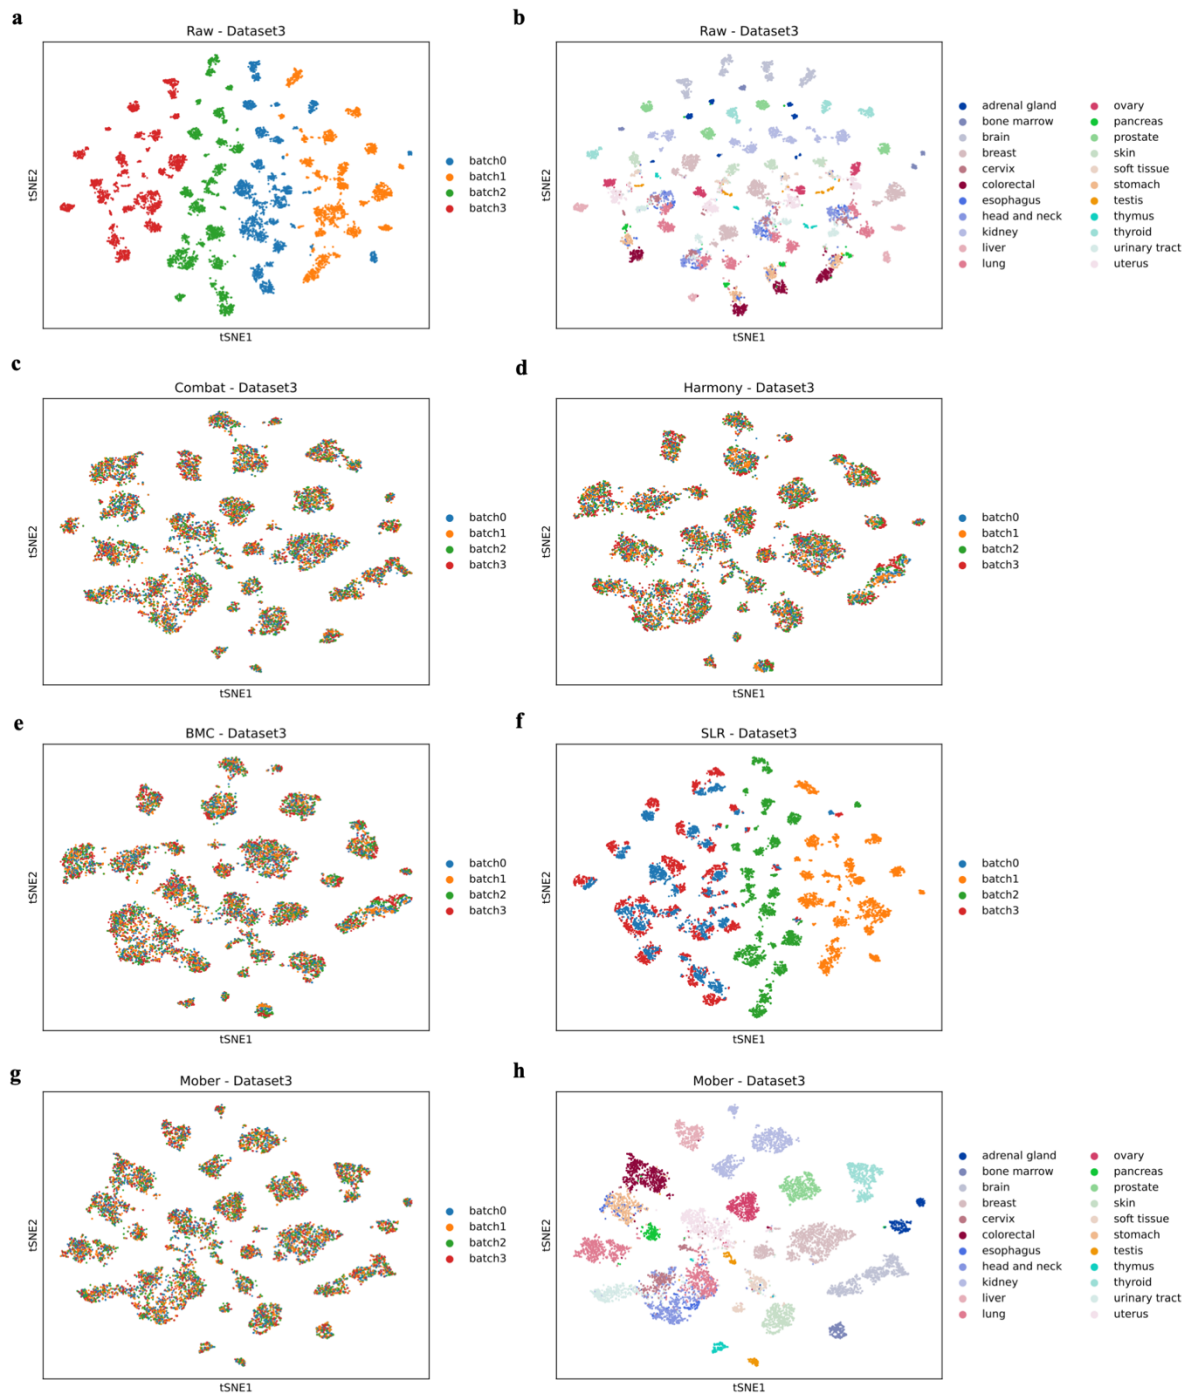 a
Raw - Dataset3
tSNE2
tSNE1
batch0
batch1
batch2
batch3
b
Raw - Dataset3
tSNE2
tSNE1
adrenal gland
bone marrow
brain
breast
cervix
colorectal
esophagus
head and neck
kidney
liver
lung
ovary
pancreas
prostate
skin
soft tissue
stomach
testis
thymus
thyroid
urinary tract
uterus
c
Combat - Dataset3
tSNE2
tSNE1
batch0
batch1
batch2
batch3
d
Harmony - Dataset3
tSNE2
tSNE1
batch0
batch1
batch2
batch3
e
BMC - Dataset3
tSNE2
tSNE1
batch0
batch1
batch2
batch3
f
SLR - Dataset3
tSNE2
tSNE1
batch0
batch1
batch2
batch3
g
Mober - Dataset3
tSNE2
tSNE1
batch0
batch1
batch2
batch3
h
Mober - Dataset3
tSNE2
tSNE1
adrenal gland
bone marrow
brain
breast
cervix
colorectal
esophagus
head and neck
kidney
liver
lung
ovary
pancreas
prostate
skin
soft tissue
stomach
testis
thymus
thyroid
urinary tract
uterus